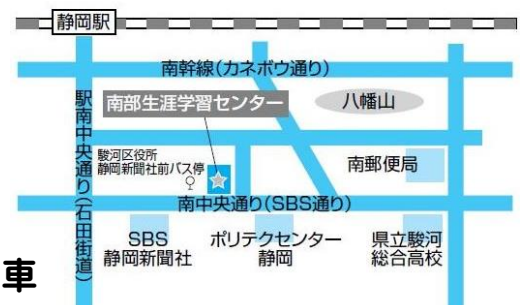 静岡駅
南幹線(カネボウ通り)
南部生涯学習センター
八幡山
駅南中央通り(石田街道)
駿河区役所
静岡新聞社前バス停
南郵便局
南中央通り(SBS通り)
SBS
静岡新聞社
ポリテクセンター
静岡
県立駿河
総合高校
車